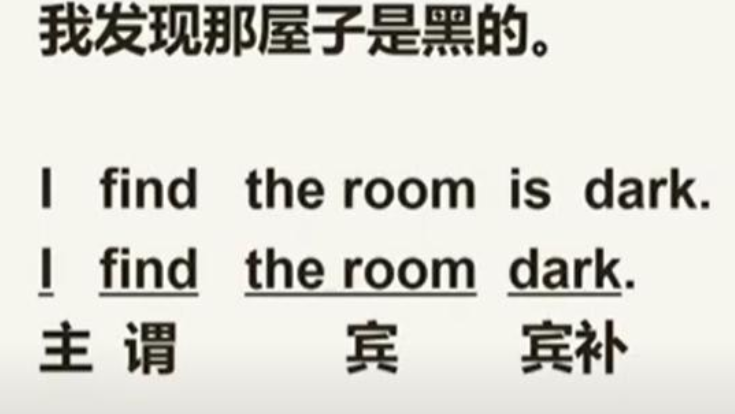 我发现那屋子是黑的。
I find the room is dark.
I find the room dark.
主 谓 宾 宾补